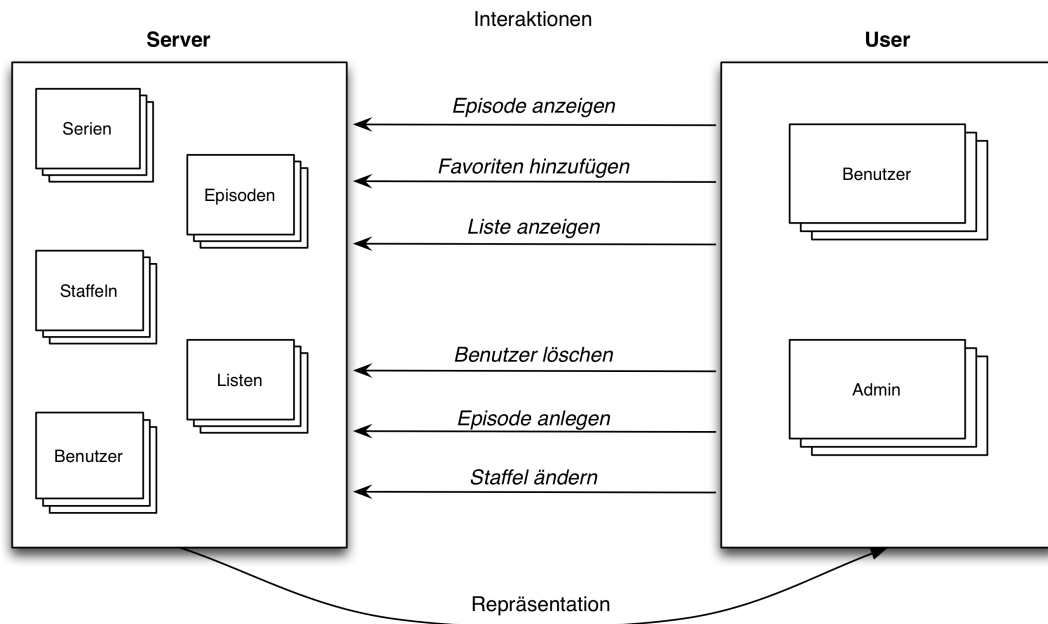 Interaktionen
Server
User
Serien
Episoden
Staffeln
Listen
Benutzer
Episode anzeigen
Favoriten hinzufügen
Liste anzeigen
Benutzer löschen
Episode anlegen
Staffel ändern
Benutzer
Admin
Repräsentation